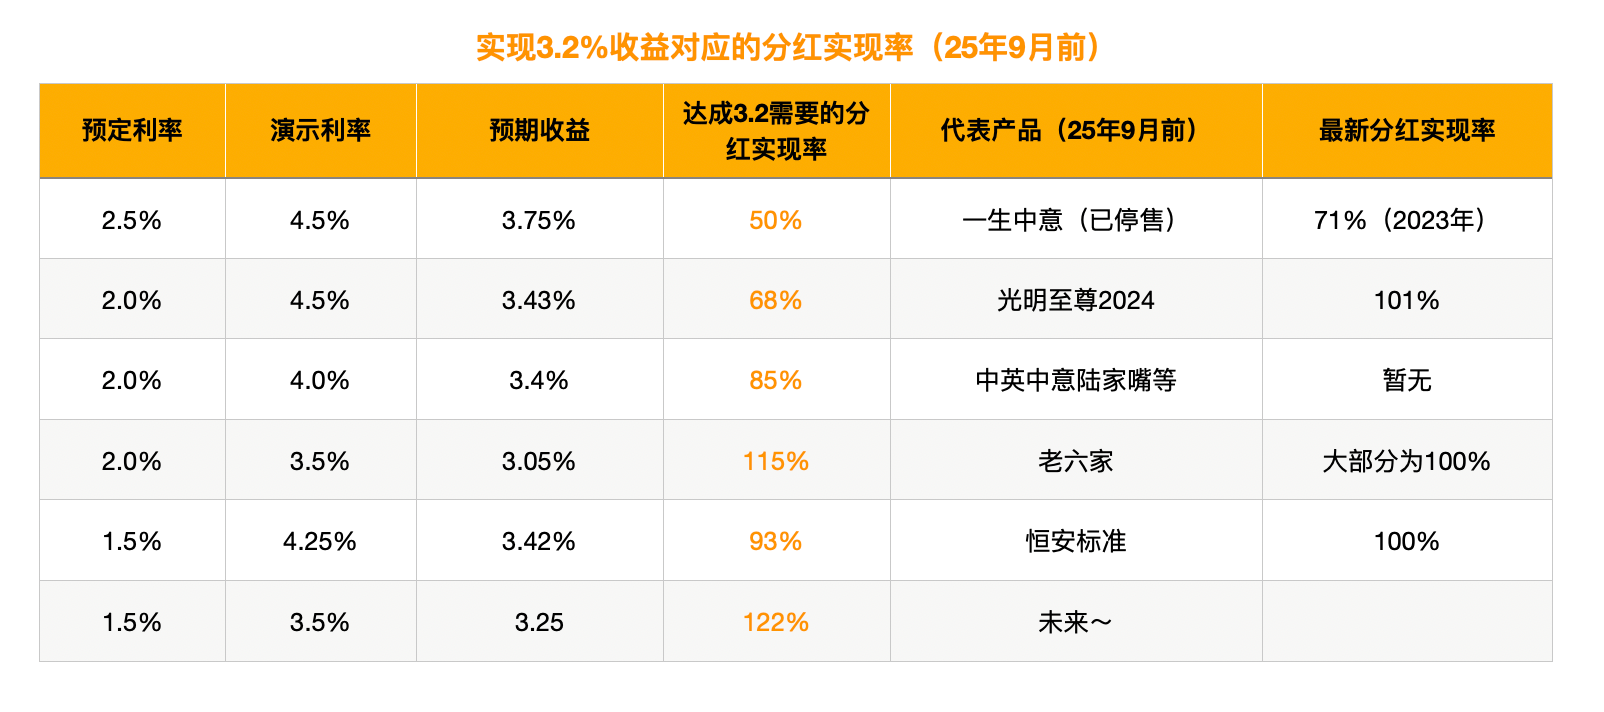 实现3.2%收益对应的分红实现率（25年9月前）
预定利率 演示利率 预期收益 达成3.2需要的分红实现率 代表产品（25年9月前） 最新分红实现率
2.5% 4.5% 3.75% 50% 一生中意（已停售） 71%（2023年）
2.0% 4.5% 3.43% 68% 光明至尊2024 101%
2.0% 4.0% 3.4% 85% 中英中意陆家嘴等 暂无
2.0% 3.5% 3.05% 115% 老六家 大部分为100%
1.5% 4.25% 3.42% 93% 恒安标准 100%
1.5% 3.5% 3.25 122% 未来～